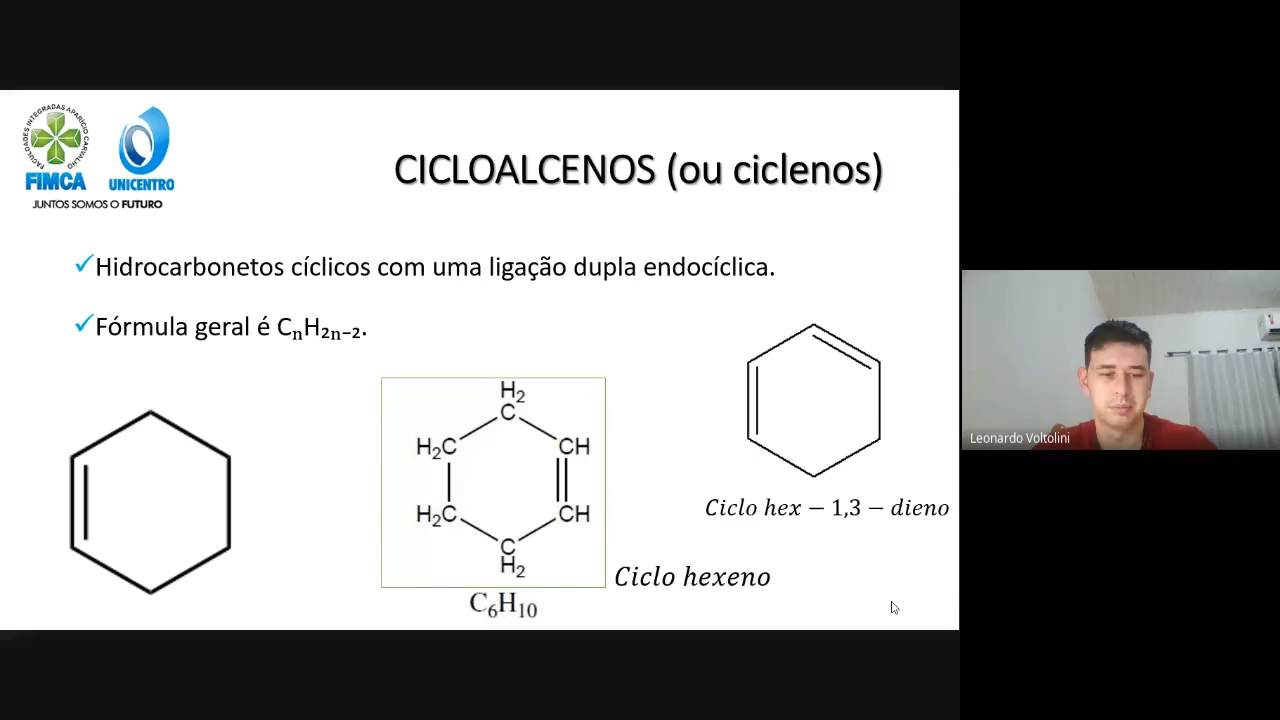 FACULDADES INTEGRADAS APARÍCIO CARVALHO
FIMCA
UNICENTRO
JUNTOS SOMOS O FUTURO
CICLOALCENOS (ou ciclenos)
✓Hidrocarbonetos cíclicos com uma ligação dupla endocíclica.
✓Fórmula geral é CₙH₂ₙ₋₂.
H₂
C
H₂C
CH
H₂C
CH
C
H₂
C₆H₁₀
Ciclo hexeno
Ciclo hex − 1,3 − dieno
Leonardo Voltolini